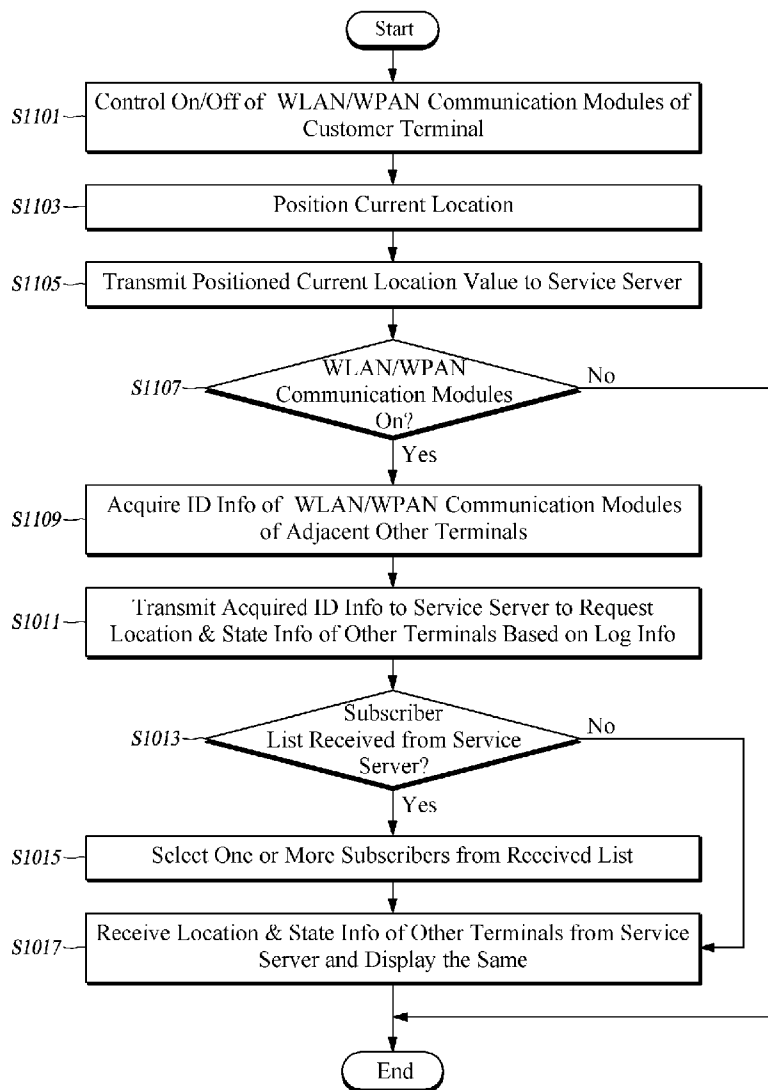 Start
S1101
Control On/Off of WLAN/WPAN Communication Modules of
Customer Terminal
S1103
Position Current Location
S1105
Transmit Positioned Current Location Value to Service Server
S1107
WLAN/WPAN
Communication Modules
On?
No
Yes
S1109
Acquire ID Info of WLAN/WPAN Communication Modules
of Adjacent Other Terminals
S1011
Transmit Acquired ID Info to Service Server to Request
Location & State Info of Other Terminals Based on Log Info
S1013
Subscriber
List Received from Service
Server?
No
Yes
S1015
Select One or More Subscribers from Received List
S1017
Receive Location & State Info of Other Terminals from Service
Server and Display the Same
End